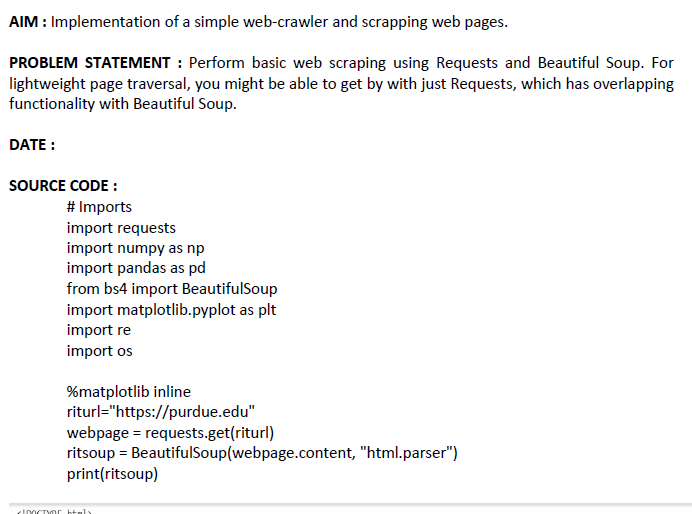 AIM : Implementation of a simple web-crawler and scrapping web pages.
PROBLEM STATEMENT : Perform basic web scraping using Requests and Beautiful Soup. For
lightweight page traversal, you might be able to get by with just Requests, which has overlapping
functionality with Beautiful Soup.
DATE :
SOURCE CODE :
# Imports
import requests
import numpy as np
import pandas as pd
from bs4 import BeautifulSoup
import matplotlib.pyplot as plt
import re
import os
%matplotlib inline
riturl="https://purdue.edu"
webpage = requests.get(riturl)
ritsoup = BeautifulSoup(webpage.content, "html.parser")
print(ritsoup)
<!DOCTYPE html>